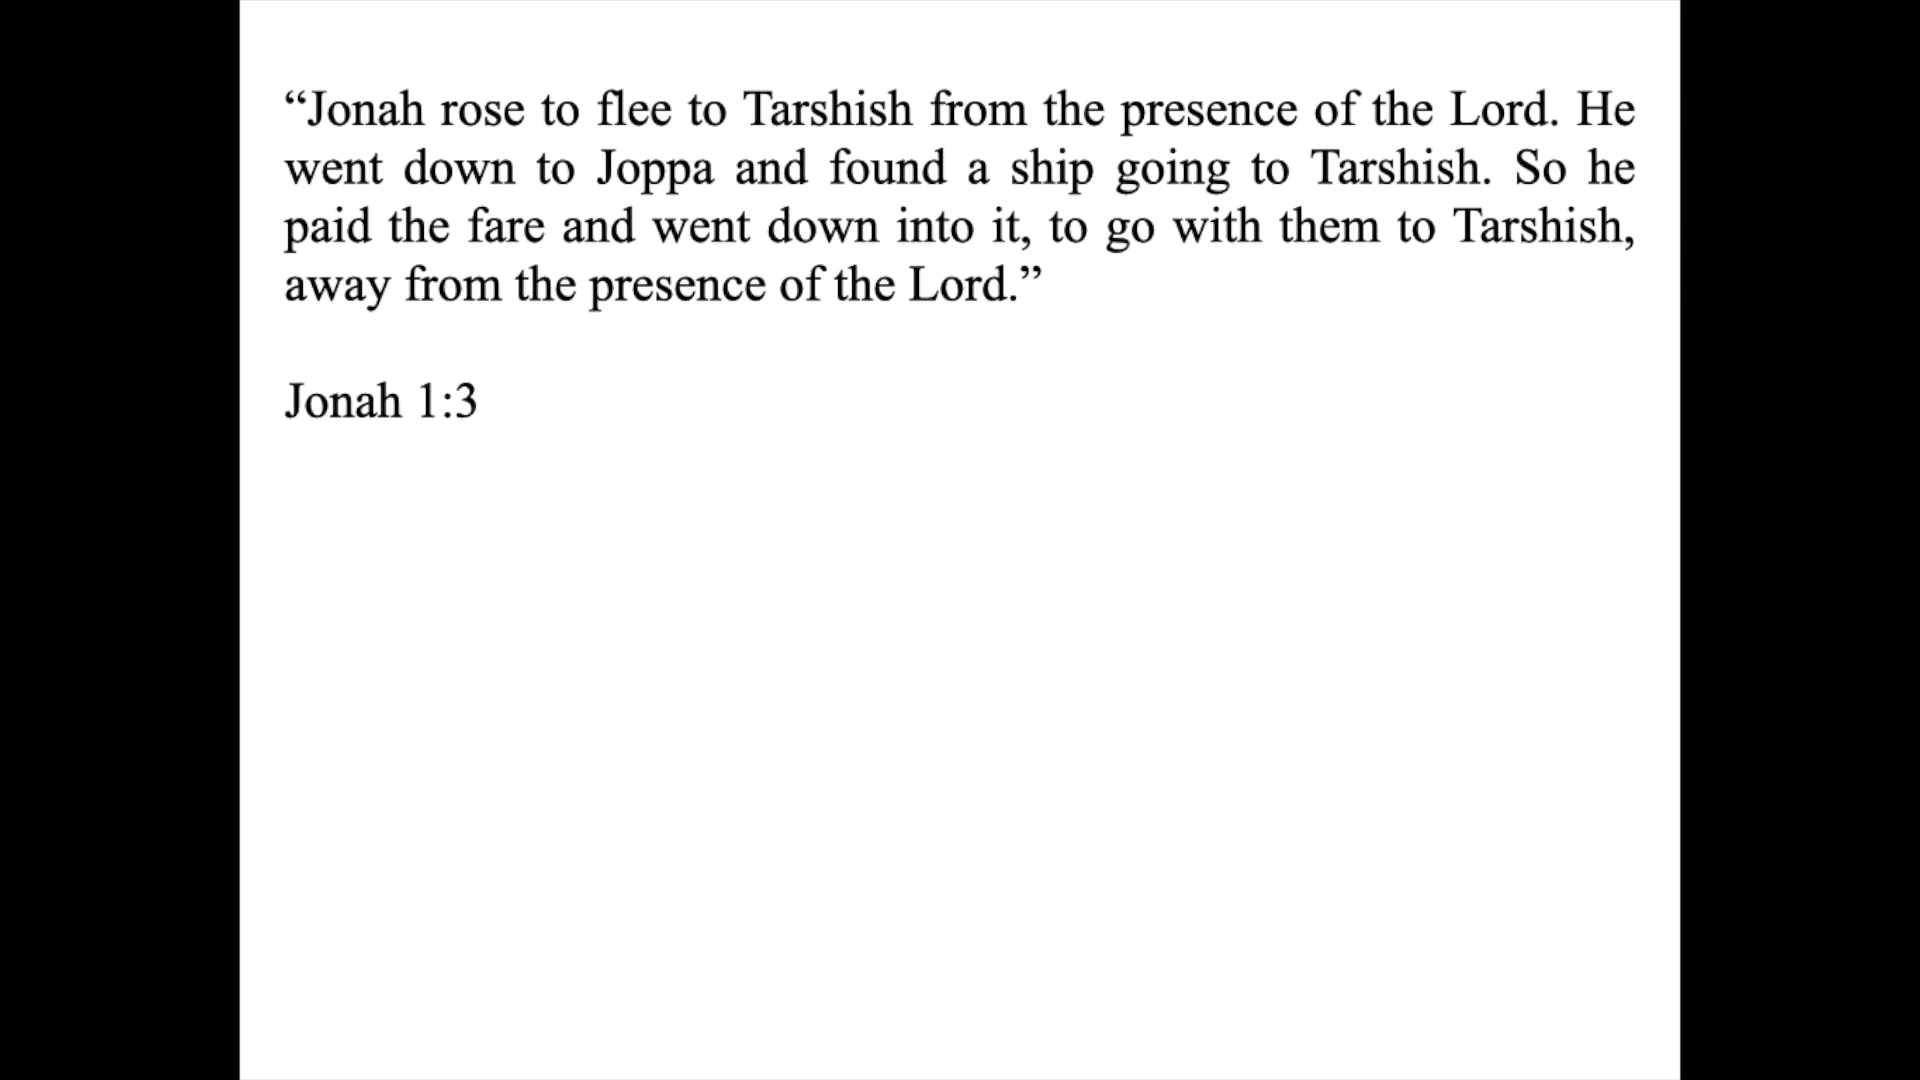 “Jonah rose to flee to Tarshish from the presence of the Lord. He
went down to Joppa and found a ship going to Tarshish. So he
paid the fare and went down into it, to go with them to Tarshish,
away from the presence of the Lord.”
Jonah 1:3